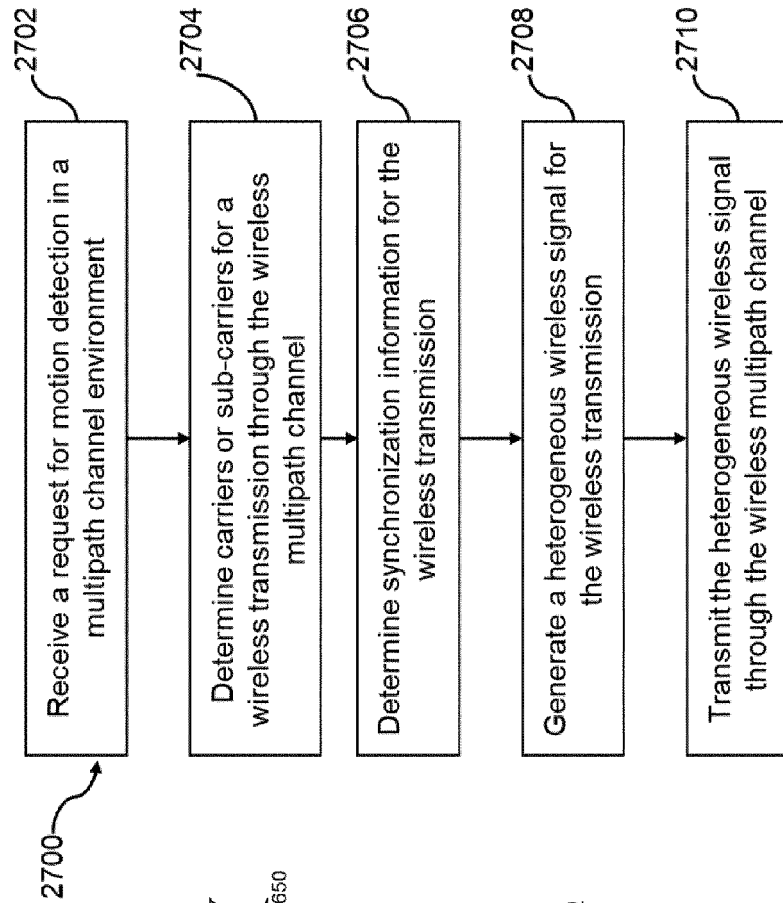 2700
2702
Receive a request for motion detection in a
multipath channel environment
2704
Determine carriers or sub-carriers for a
wireless transmission through the wireless
multipath channel
2706
Determine synchronization information for the
wireless transmission
2708
Generate a heterogeneous wireless signal for
the wireless transmission
2710
Transmit the heterogeneous wireless signal
through the wireless multipath channel
650